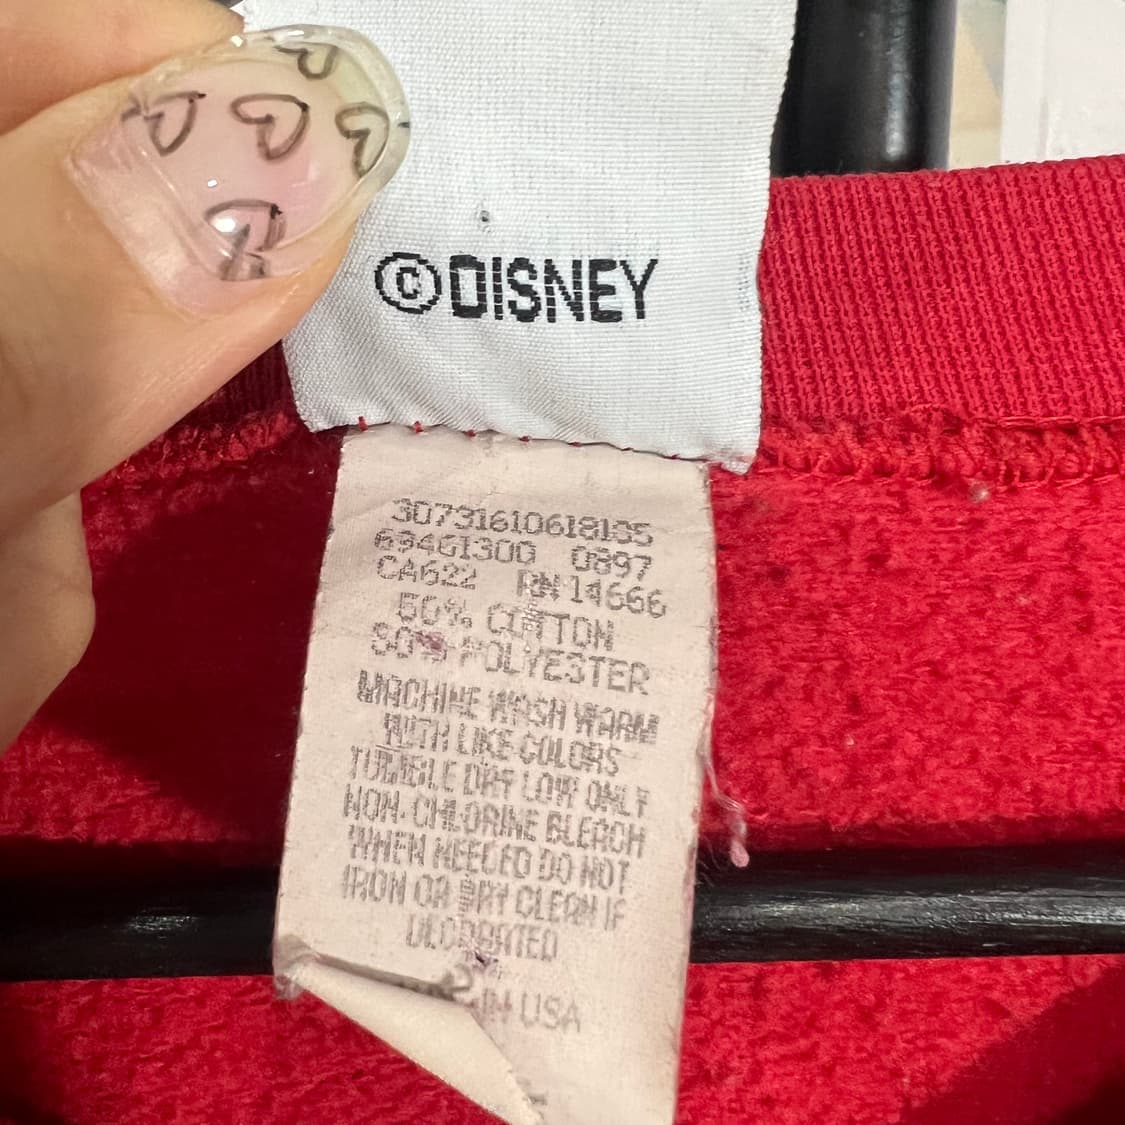 ©DISNEY
30731610618185
69461300 0897
CA622 RN 14666
50% COTTON
50% POLYESTER
MACHINE WASH WARM
WITH LIKE COLORS
TUMBLE DRY LOW ONLY
NON-CHLORINE BLEACH
WHEN NEEDED DO NOT
IRON OR DRY CLEAN IF
DECORATED
IN USA